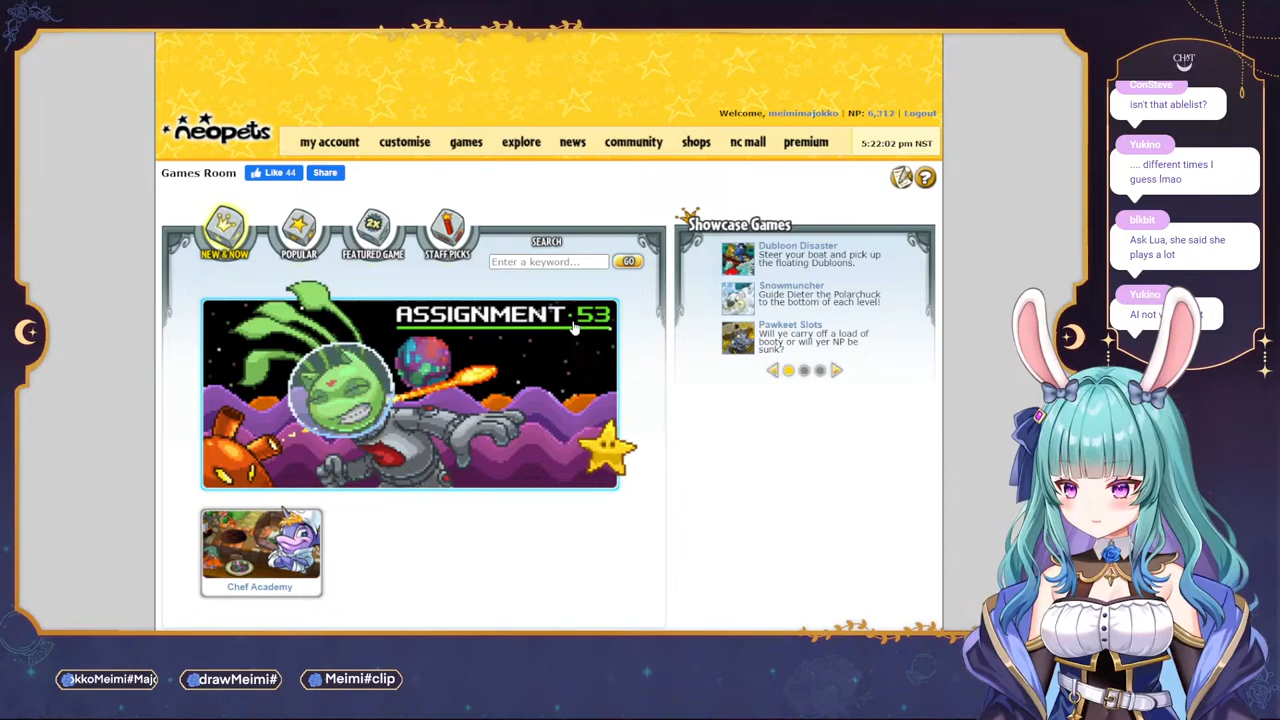 Welcome, meimimajokko | NP: 6,312 | Logout
neopets
my account customise games explore news community shops nc mall premium 5:22:02 pm NST
Games Room Like 44 Share
NEW & NOW POPULAR 2X FEATURED GAME STAFF PICKS
SEARCH
Enter a keyword... GO
ASSIGNMENT 53
Chef Academy
Showcase Games
Dubloon Disaster
Steer your boat and pick up
the floating Dubloons.
Snowmuncher
Guide Dieter the Polarchuck
to the bottom of each level!
Pawkeet Slots
Will ye carry off a load of
booty or will yer NP be
sunk?
CHAT
ConSteve
isn't that ablelist?
Yukino
.... different times I
guess lmao
blkbit
Ask Lua, she said she
plays a lot
Yukino
AI not
okkoMeimi#Maj
drawMeimi#
Meimi#clip